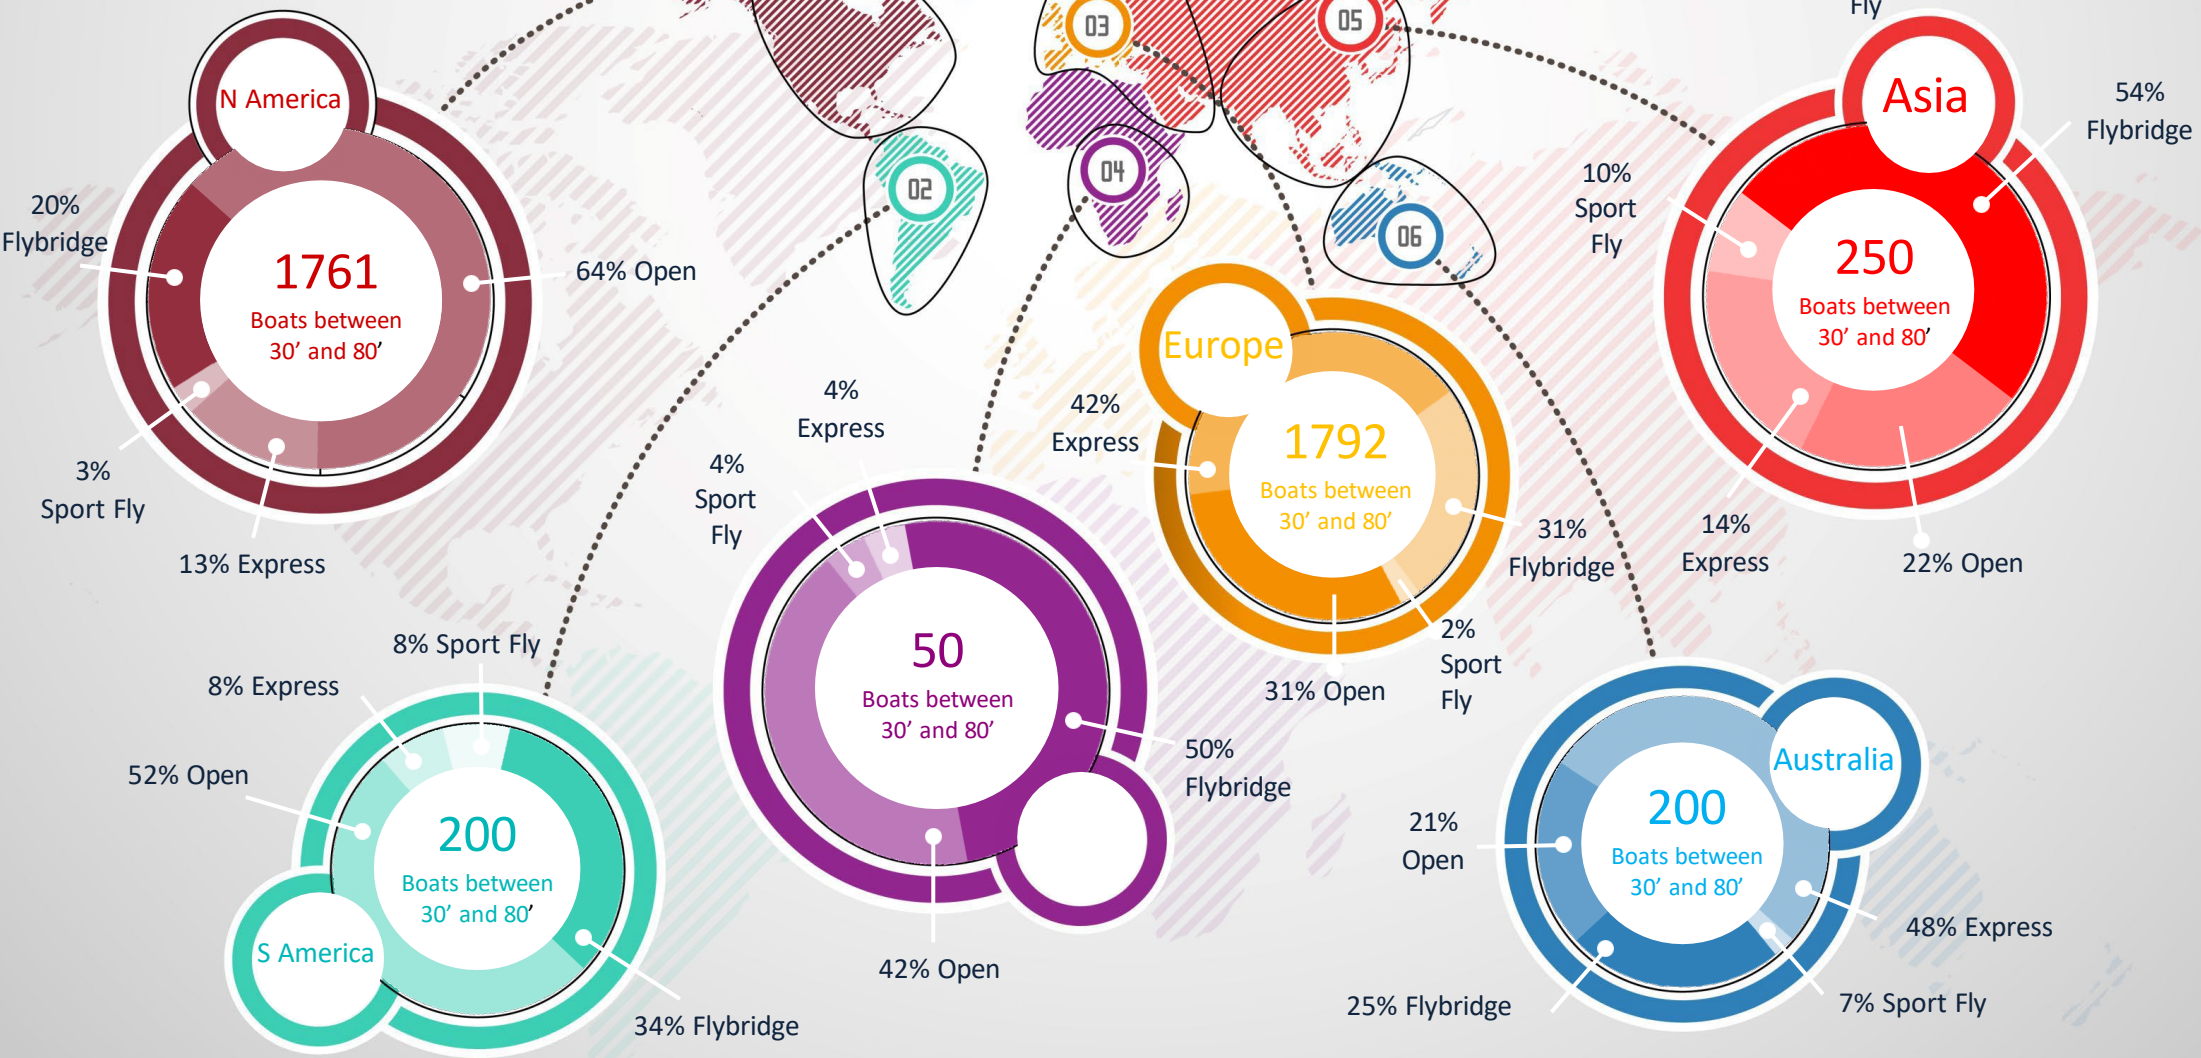 Fly
03
05
02
04
06
N America
20%
Flybridge
1761
Boats between
30’ and 80’
64% Open
3%
Sport Fly
13% Express
Asia
54%
Flybridge
10%
Sport
Fly
250
Boats between
30’ and 80’
14%
Express
22% Open
Europe
42%
Express
1792
Boats between
30’ and 80’
31%
Flybridge
2%
Sport
Fly
31% Open
4%
Express
4%
Sport
Fly
50
Boats between
30’ and 80’
50%
Flybridge
42% Open
8% Sport Fly
8% Express
52% Open
200
Boats between
30’ and 80’
S America
34% Flybridge
Australia
21%
Open
200
Boats between
30’ and 80’
48% Express
25% Flybridge
7% Sport Fly